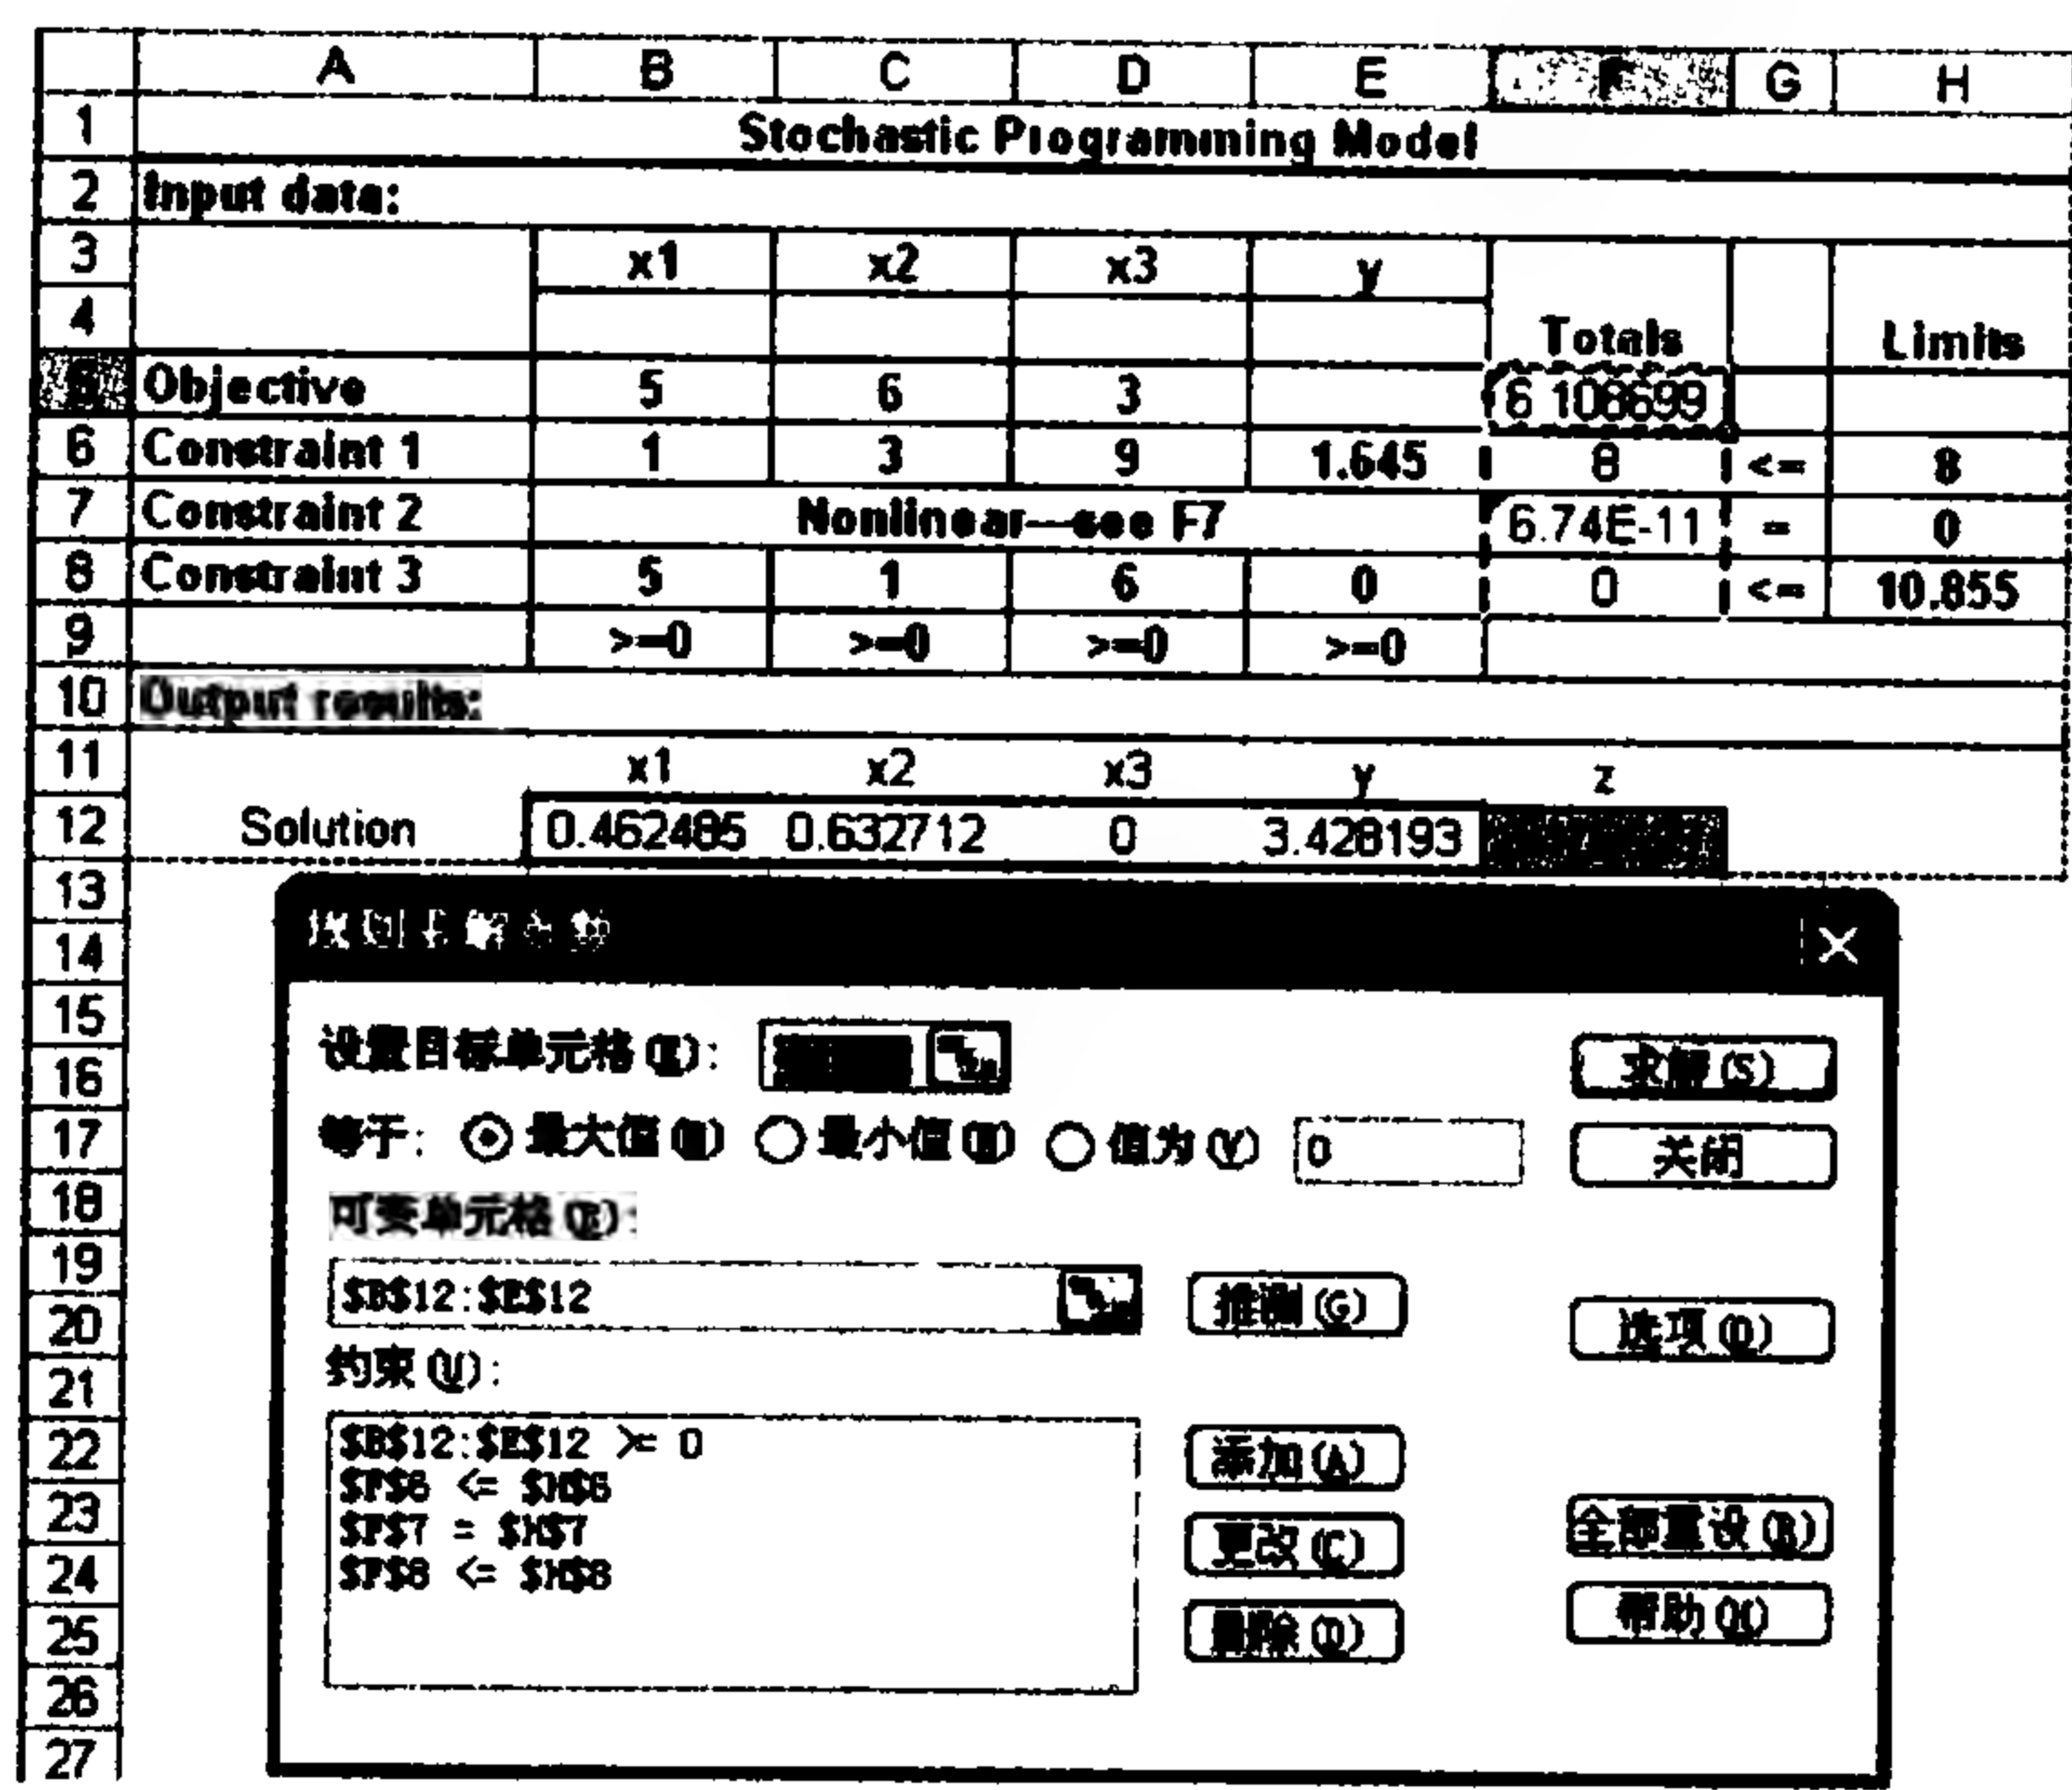 A B C D E F G H
1 Stochastic Programming Model
2 Input data:
3 x1 x2 x3 y
4 Totals Limits
5 Objective 5 6 3 6.108699
6 Constraint 1 1 3 9 1.645 8 <= 8
7 Constraint 2 Nonlinear—see F7 6.74E-11 = 0
8 Constraint 3 5 1 6 0 0 <= 10.855
9 >=0 >=0 >=0 >=0
10 Output results:
11 x1 x2 x3 y z
12 Solution 0.462485 0.632712 0 3.428193
13
14
15 设置目标单元格(E):
16 求解(S)
17 等于: 最大值(M) 最小值(N) 值为(V) 0 关闭
18 可变单元格(B):
19
20 $B$12:$E$12 推测(G) 选项(O)
21 约束(U):
22 $B$12:$E$12 >= 0 添加(A)
$F$6 <= $H$6
23 $F$7 = $H$7 更改(C) 全部重设(R)
24 $F$8 <= $H$8
25 删除(D) 帮助(H)
26
27